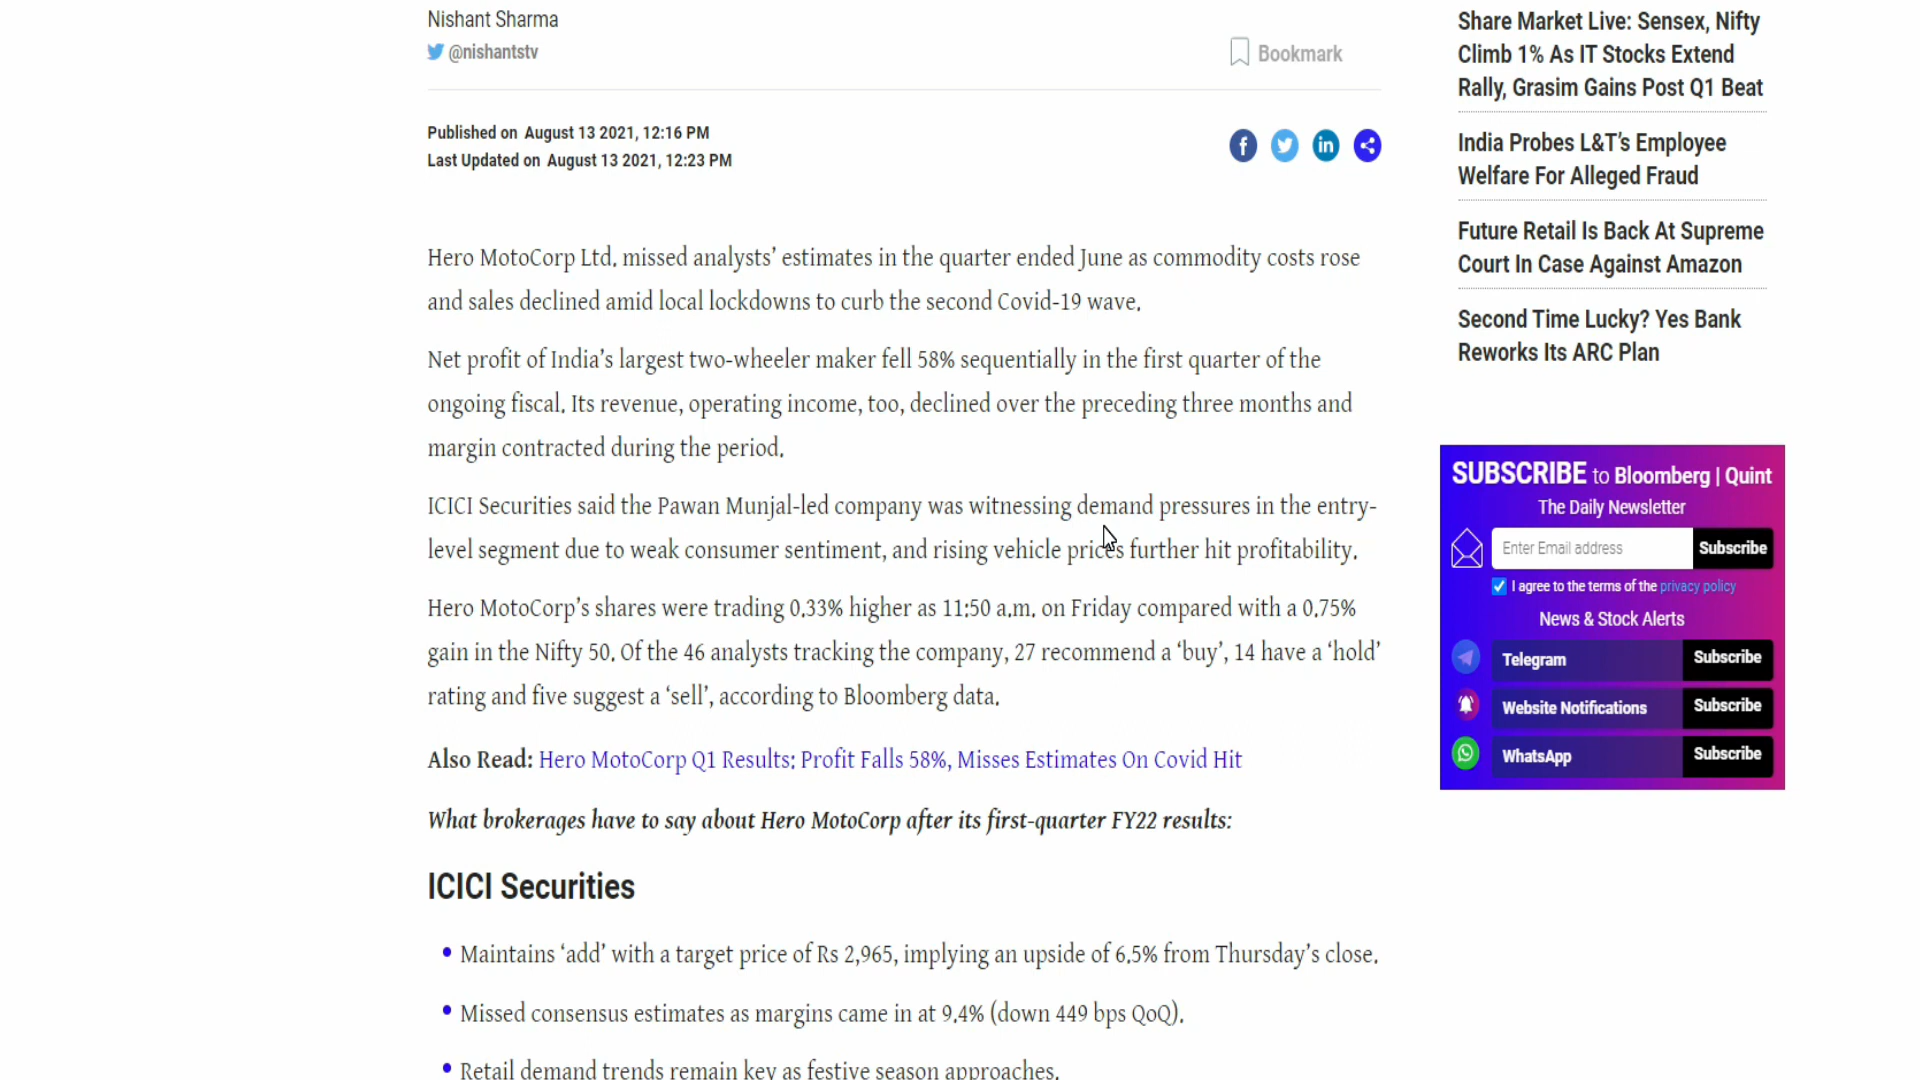 Nishant Sharma
@nishantstv
Bookmark
Published on August 13 2021, 12:16 PM
Last Updated on August 13 2021, 12:23 PM
Hero MotoCorp Ltd. missed analysts’ estimates in the quarter ended June as commodity costs rose
and sales declined amid local lockdowns to curb the second Covid-19 wave.
Net profit of India’s largest two-wheeler maker fell 58% sequentially in the first quarter of the
ongoing fiscal. Its revenue, operating income, too, declined over the preceding three months and
margin contracted during the period.
ICICI Securities said the Pawan Munjal-led company was witnessing demand pressures in the entry-
level segment due to weak consumer sentiment, and rising vehicle prices further hit profitability.
Hero MotoCorp’s shares were trading 0.33% higher as 11:50 a.m. on Friday compared with a 0.75%
gain in the Nifty 50. Of the 46 analysts tracking the company, 27 recommend a ‘buy’, 14 have a ‘hold’
rating and five suggest a ‘sell’, according to Bloomberg data.
Also Read: Hero MotoCorp Q1 Results: Profit Falls 58%, Misses Estimates On Covid Hit
What brokerages have to say about Hero MotoCorp after its first-quarter FY22 results:
ICICI Securities
• Maintains ‘add’ with a target price of Rs 2,965, implying an upside of 6.5% from Thursday’s close.
• Missed consensus estimates as margins came in at 9.4% (down 449 bps QoQ).
• Retail demand trends remain key as festive season approaches.
Share Market Live: Sensex, Nifty
Climb 1% As IT Stocks Extend
Rally, Grasim Gains Post Q1 Beat
India Probes L&T’s Employee
Welfare For Alleged Fraud
Future Retail Is Back At Supreme
Court In Case Against Amazon
Second Time Lucky? Yes Bank
Reworks Its ARC Plan
SUBSCRIBE to Bloomberg | Quint
The Daily Newsletter
Enter Email address Subscribe
I agree to the terms of the privacy policy
News & Stock Alerts
Telegram Subscribe
Website Notifications Subscribe
WhatsApp Subscribe